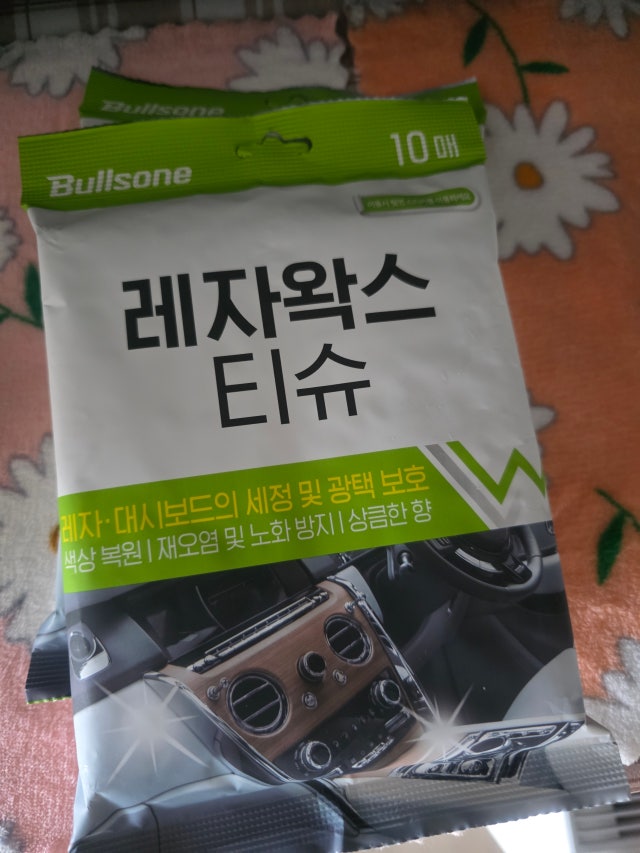 Bullsone
Bullsone
10매
레자왁스
티슈
레자·대시보드의 세정 및 광택 보호
색상 복원 | 재오염 및 노화 방지 | 상큼한 향